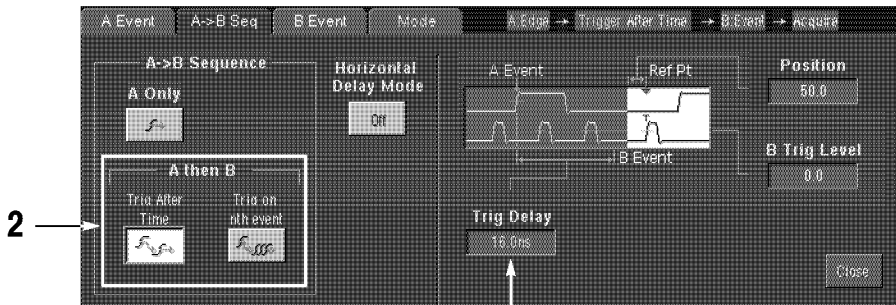 A Event A->B Seq B Event Mode A:Edge → Trigger After Time → B:Event → Acquire
A->B Sequence
A Only
Horizontal
Delay Mode
Off
A Event
Ref Pt
Position
50.0
B Event
B Trig Level
0.0
2
A then B
Trig After
Time
Trig on
nth event
Trig Delay
16.0ns
Close